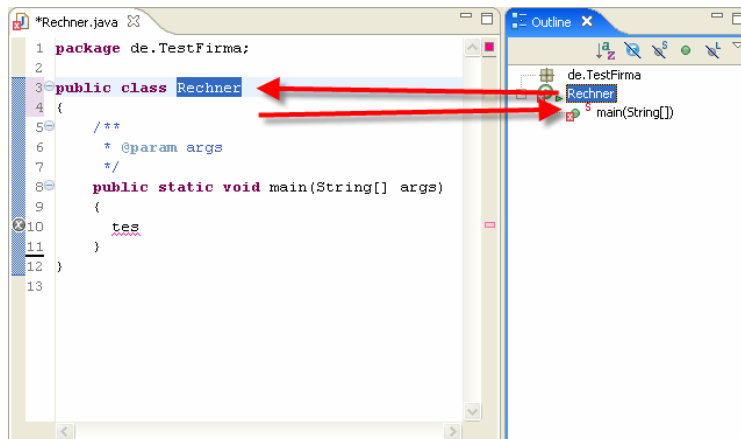 *Rechner.java
1 package de.TestFirma;
2
3 public class Rechner
4 {
5 /**
6 * @param args
7 */
8 public static void main(String[] args)
9 {
10 tes
11 }
12 }
13
Outline
de.TestFirma
Rechner
S main(String[])